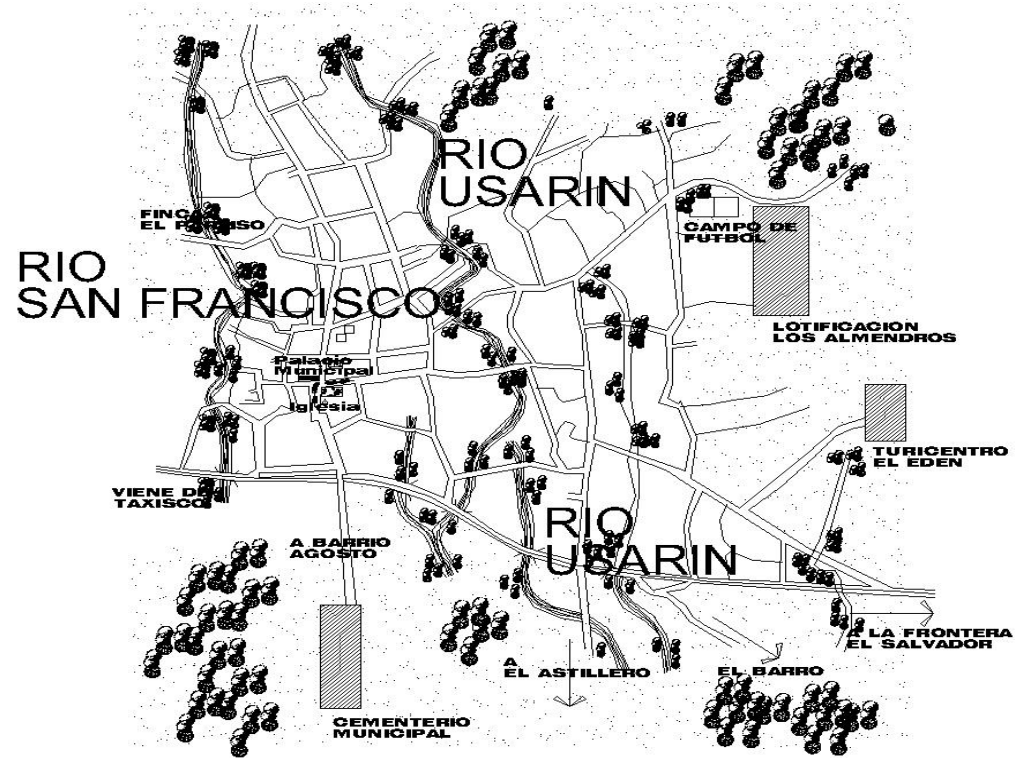 RIO
USARIN
FINCA
EL PARAISO
CAMPO DE
FUTBOL
RIO
SAN FRANCISCO
LOTIFICACION
LOS ALMENDROS
Palacio
Municipal
Iglesia
TURICENTRO
EL EDEN
VIENE DE
TAXISCO
RIO
USARIN
A BARRIO
AGOSTO
A LA FRONTERA
EL SALVADOR
A
EL ASTILLERO
EL BARRO
CEMENTERIO
MUNICIPAL